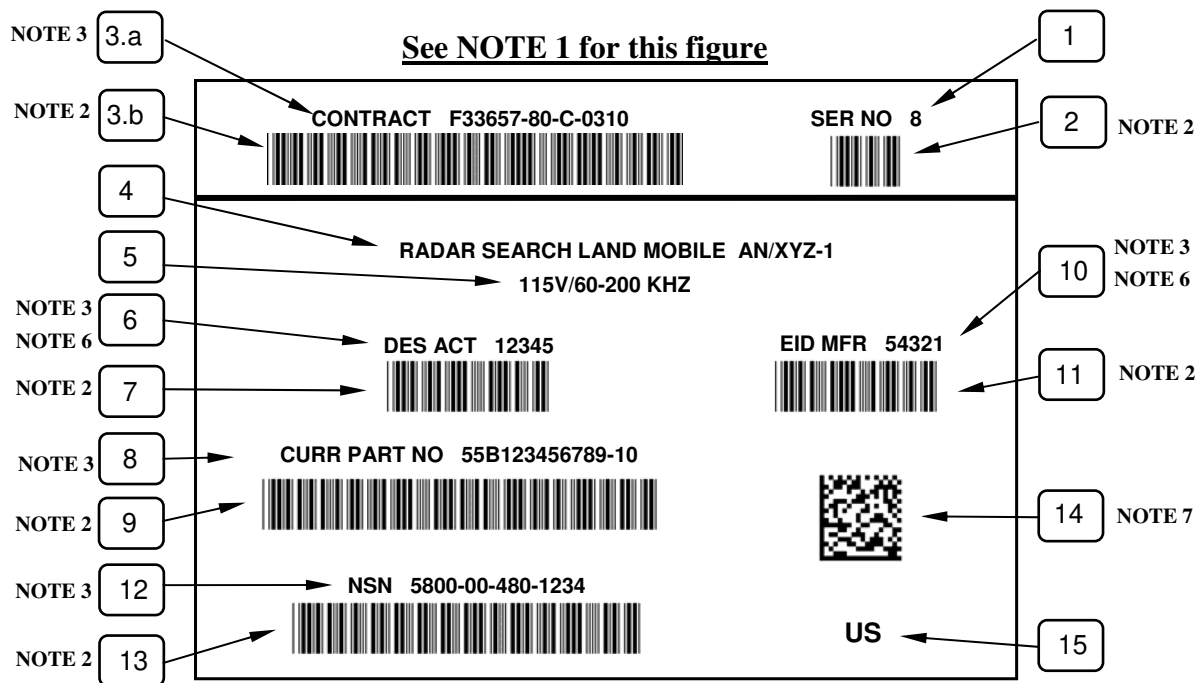 NOTE 3 3.a
See NOTE 1 for this figure
1
NOTE 2 3.b
CONTRACT F33657-80-C-0310
SER NO 8
2 NOTE 2
4
RADAR SEARCH LAND MOBILE AN/XYZ-1
5
115V/60-200 KHZ
10 NOTE 3
NOTE 6
NOTE 3
NOTE 6 6
DES ACT 12345
EID MFR 54321
NOTE 2 7
11 NOTE 2
NOTE 3 8
CURR PART NO 55B123456789-10
NOTE 2 9
14 NOTE 7
NOTE 3 12
NSN 5800-00-480-1234
NOTE 2 13
US
15